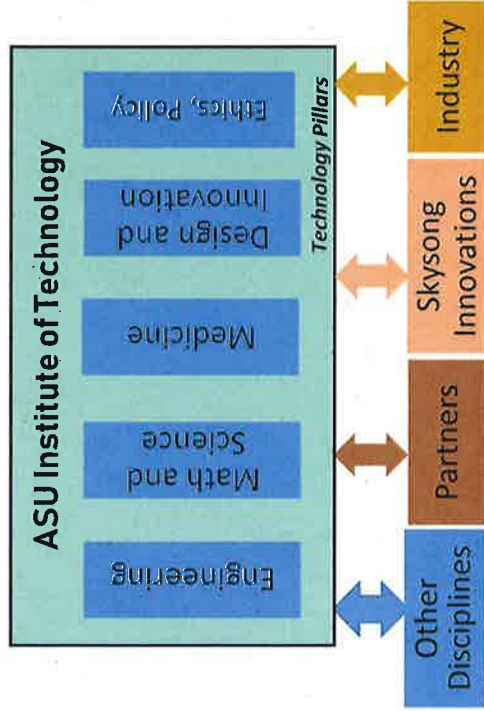 ASU Institute of Technology
Engineering
Math and
Science
Medicine
Design and
Innovation
Ethics, Policy
Technology Pillars
Other
Disciplines
Partners
Skysong
Innovations
Industry